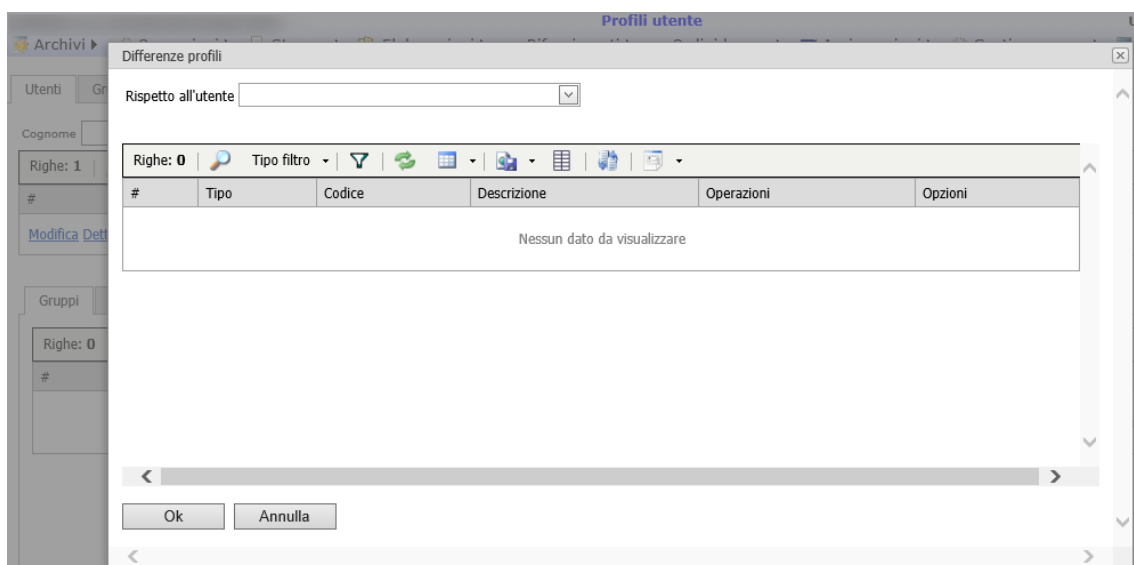 Profili utente
Archivi
Differenze profili
Utenti
Rispetto all'utente
Cognome
Righe: 1
Righe: 0 Tipo filtro
#
# Tipo Codice Descrizione Operazioni Opzioni
Modifica Dett
Nessun dato da visualizzare
Gruppi
Righe: 0
#
Ok Annulla